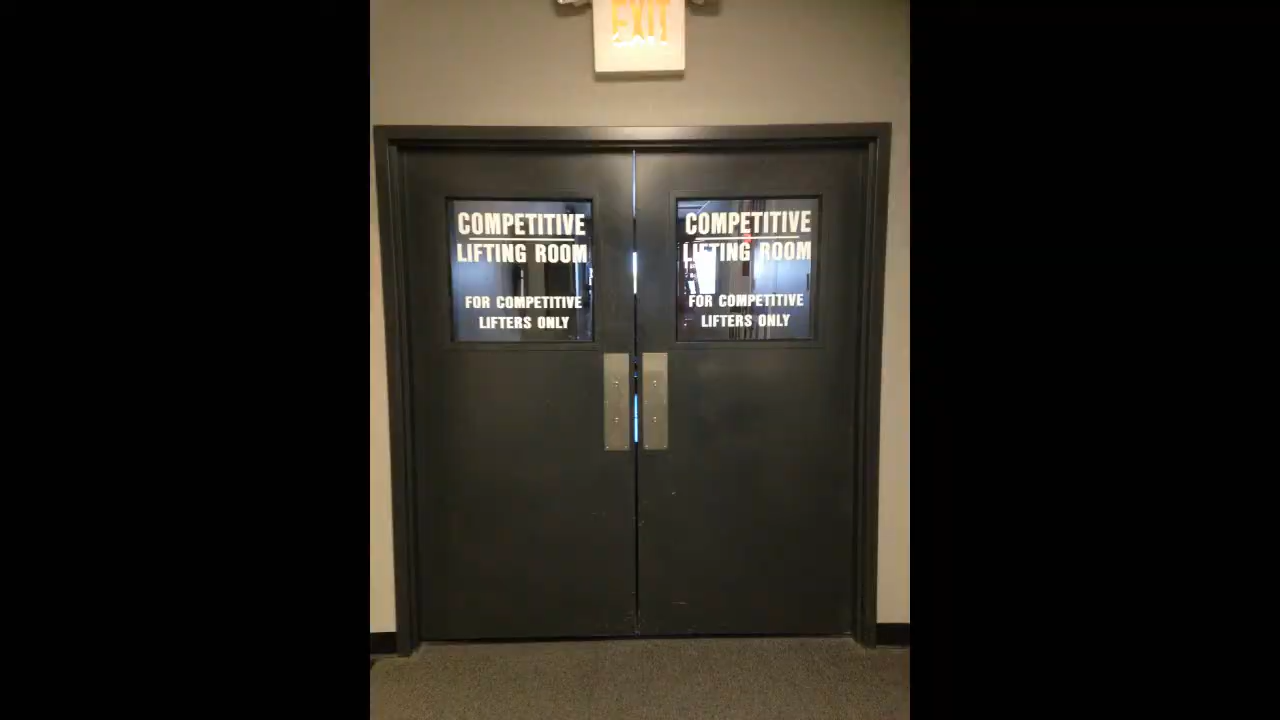 EXIT
COMPETITIVE
LIFTING ROOM
FOR COMPETITIVE
LIFTERS ONLY
COMPETITIVE
LIFTING ROOM
FOR COMPETITIVE
LIFTERS ONLY